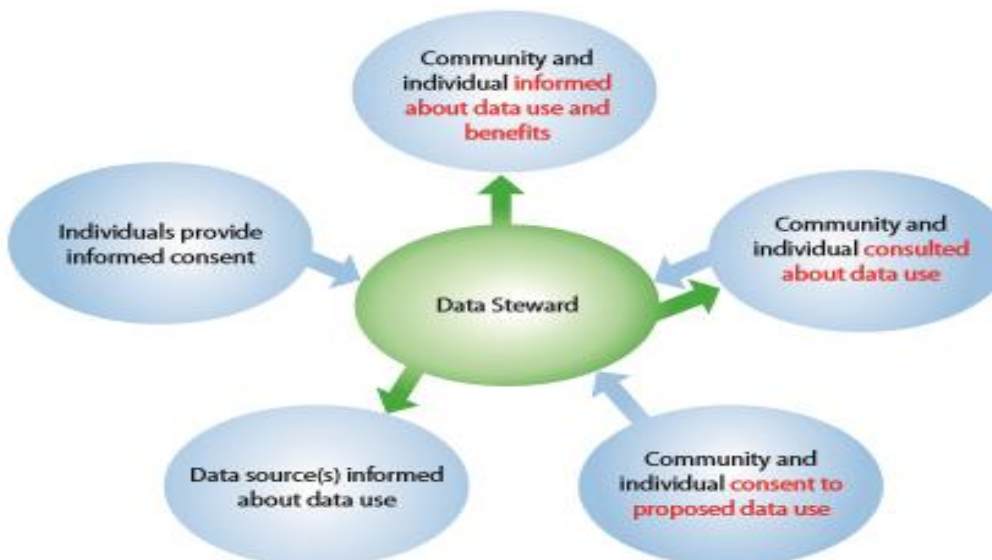 Community and
individual informed
about data use and
benefits
Individuals provide
informed consent
Community and
individual consulted
about data use
Data Steward
Data source(s) informed
about data use
Community and
individual consent to
proposed data use